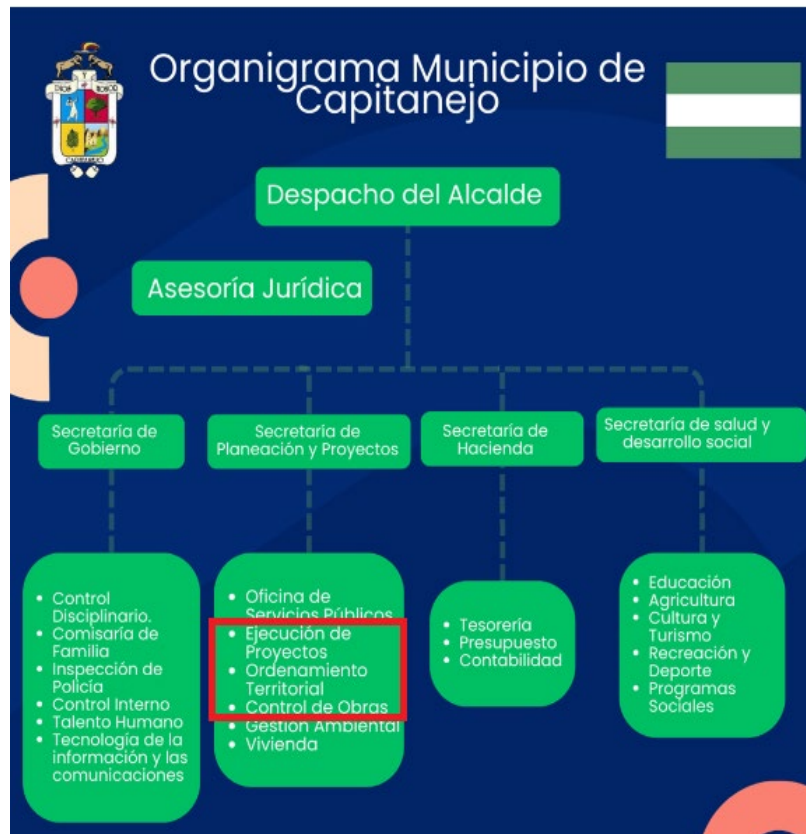 Organigrama Municipio de
Capitanejo
Despacho del Alcalde
Asesoría Jurídica
Secretaría de
Gobierno
Secretaria de
Planeación y Proyectos
Secretaría de
Hacienda
Secretaría de salud y
desarrollo social
• Control
Disciplinario.
• Comisaría de
Familia
• Inspección de
Policía
• Control Interno
• Talento Humano
• Tecnología de la
información y las
comunicaciones
• Oficina de
Servicios Públicos
• Ejecución de
Proyectos
• Ordenamiento
Territorial
• Control de Obras
• Gestión Ambiental
• Vivienda
• Tesorería
• Presupuesto
• Contabilidad
• Educación
• Agricultura
• Cultura y
Turismo
• Recreación y
Deporte
• Programas
Sociales